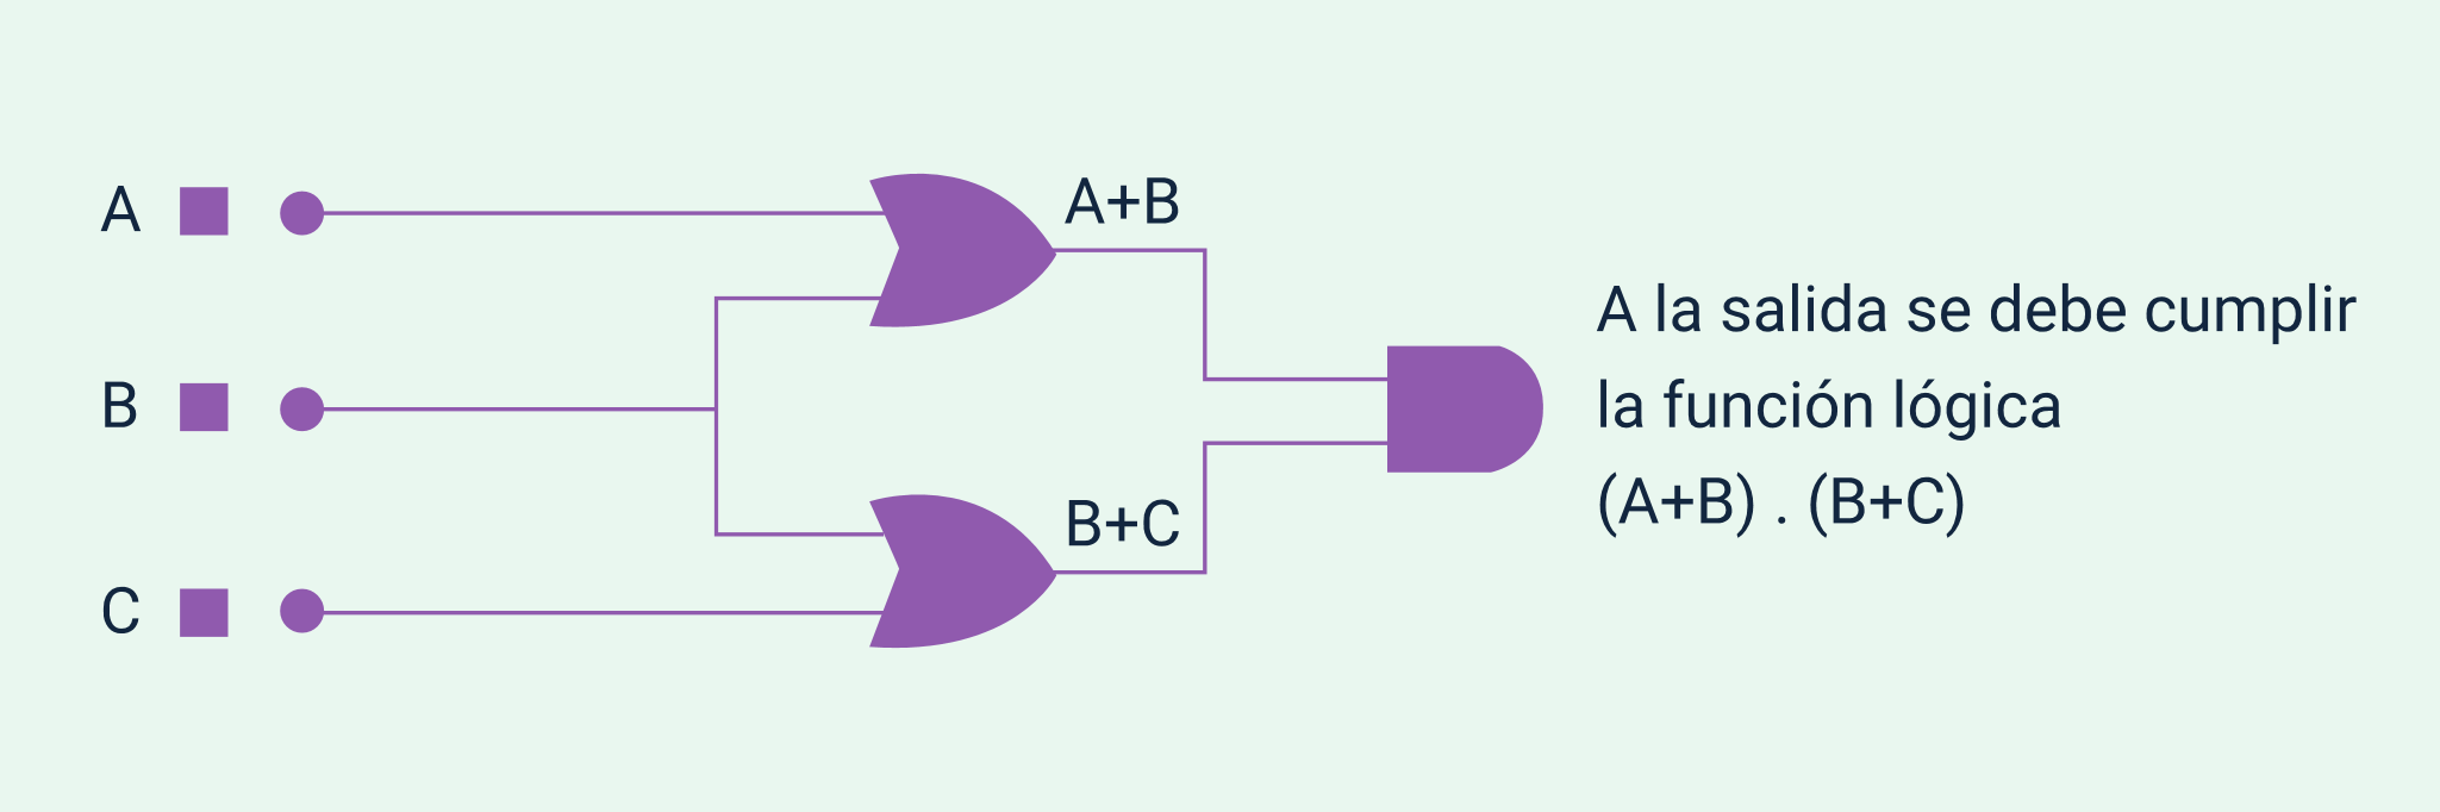 A
B
C
A+B
B+C
A la salida se debe cumplir
la función lógica
(A+B) . (B+C)